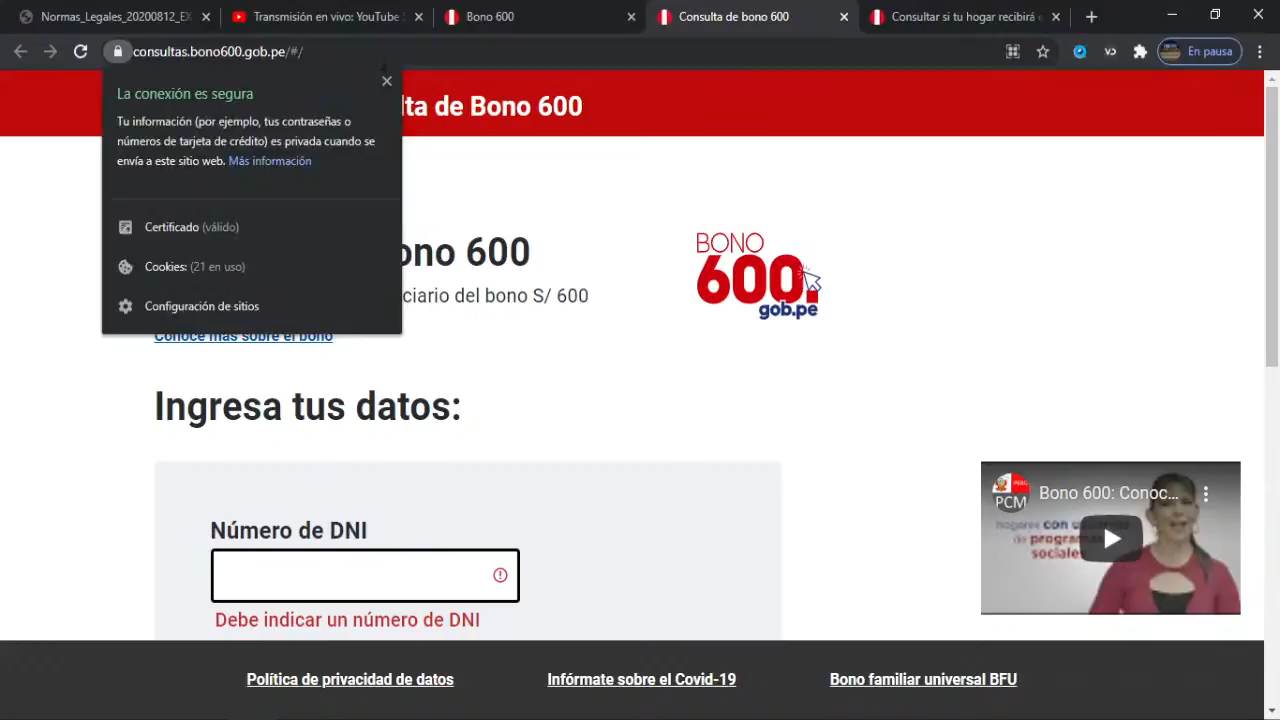 Normas_Legales_20200812_EX
Transmisión en vivo: YouTube
Bono 600
Consulta de bono 600
Consultar si tu hogar recibirá
consultas.bono600.gob.pe/#/
En pausa
La conexión es segura
Tu información (por ejemplo, tus contraseñas o
números de tarjeta de crédito) es privada cuando se
envía a este sitio web. Más información
Certificado (válido)
Cookies: (21 en uso)
Configuración de sitios
lta de Bono 600
ono 600
ciario del bono S/ 600
Conoce más sobre el bono
BONO
600.
gob.pe
Ingresa tus datos:
Número de DNI
Debe indicar un número de DNI
PCM
Bono 600: Conoc...
hogares con usuarios
de programas
sociales
Política de privacidad de datos
Infórmate sobre el Covid-19
Bono familiar universal BFU